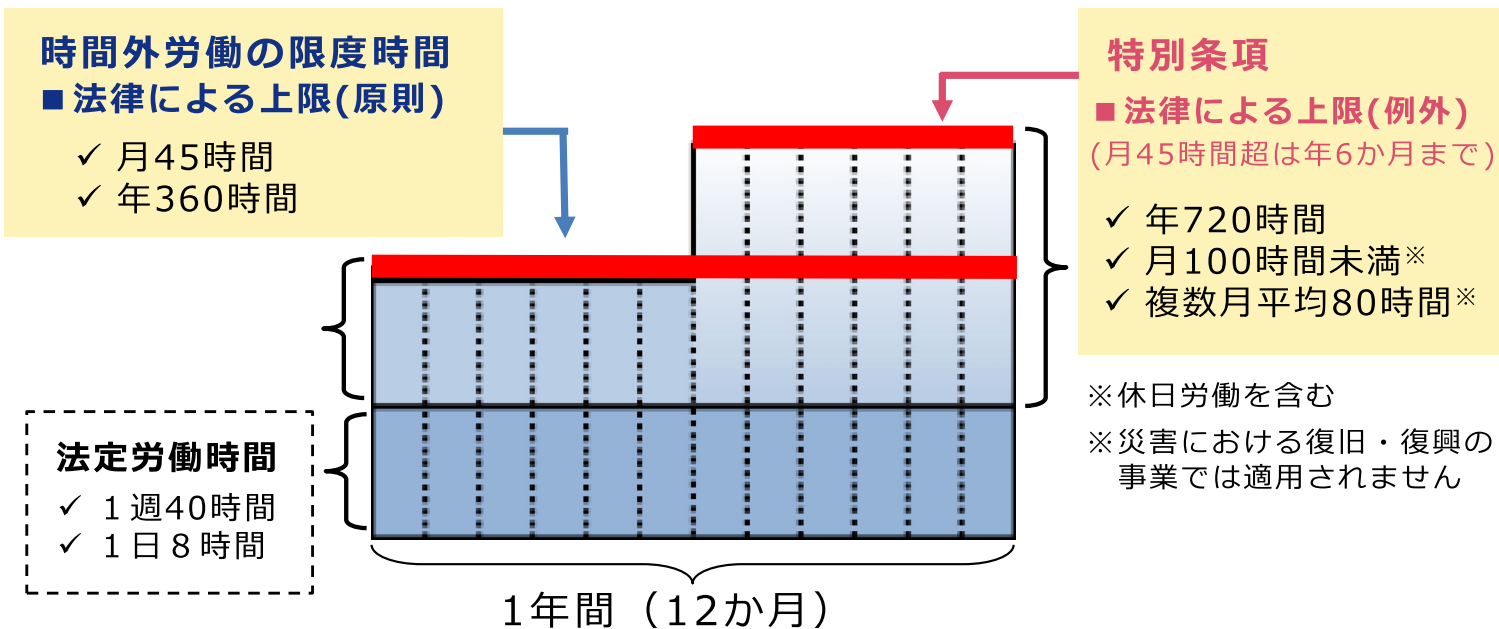 時間外労働の限度時間
■法律による上限(原則)
✓ 月45時間
✓ 年360時間
特別条項
■法律による上限(例外)
(月45時間超は年6か月まで)
✓ 年720時間
✓ 月100時間未満※
✓ 複数月平均80時間※
※休日労働を含む
※災害における復旧・復興の
事業では適用されません
法定労働時間
✓ １週40時間
✓ １日８時間
1年間（12か月）